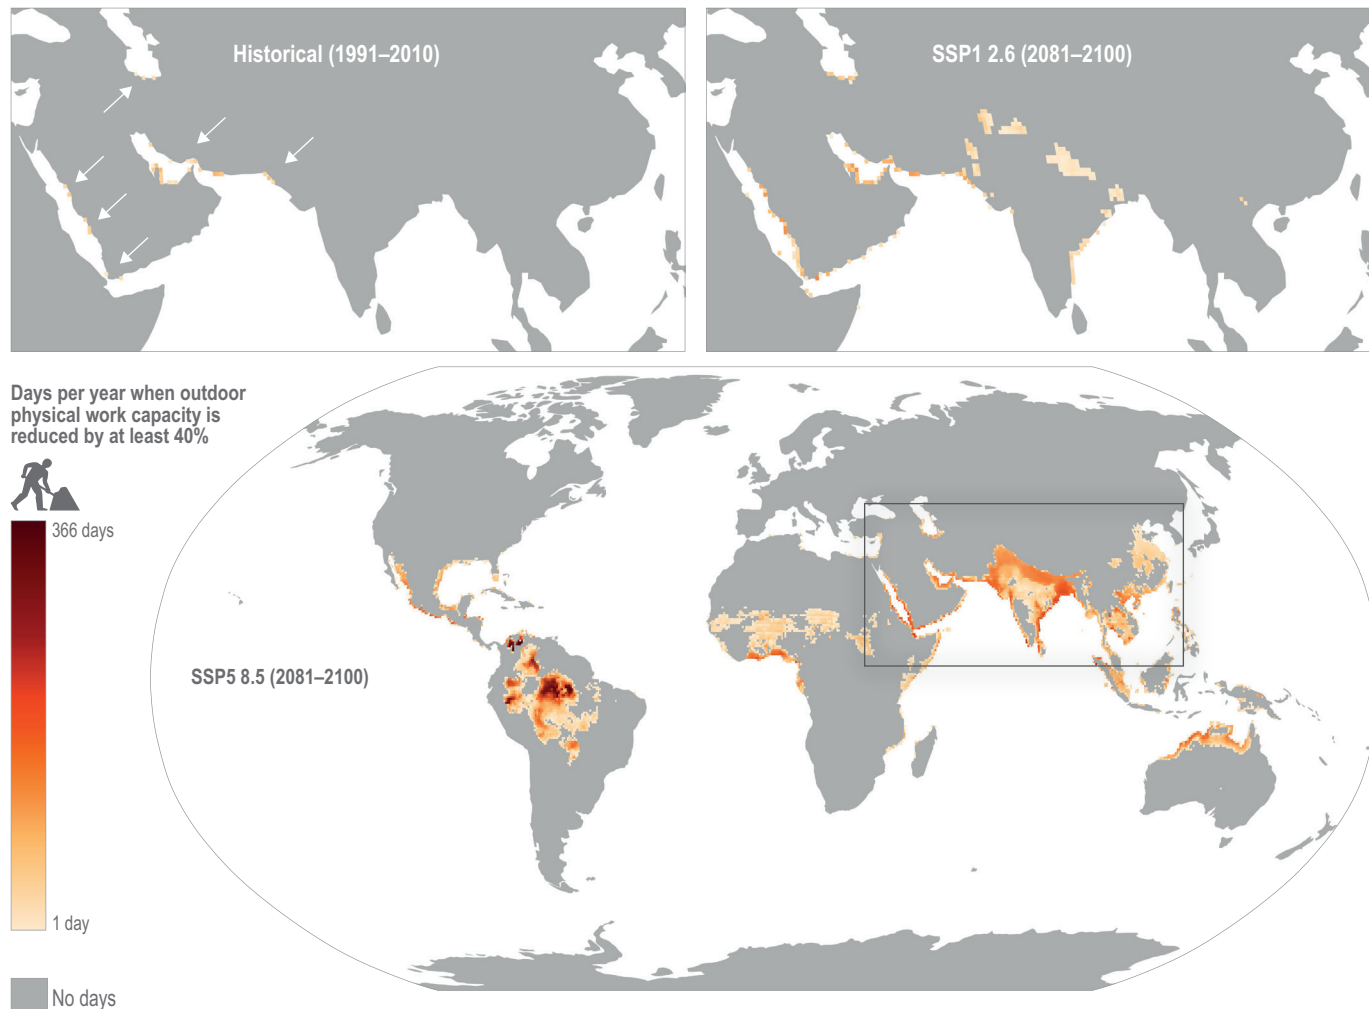 Historical (1991–2010)
SSP1 2.6 (2081–2100)
Days per year when outdoor
physical work capacity is
reduced by at least 40%
366 days
SSP5 8.5 (2081–2100)
1 day
No days